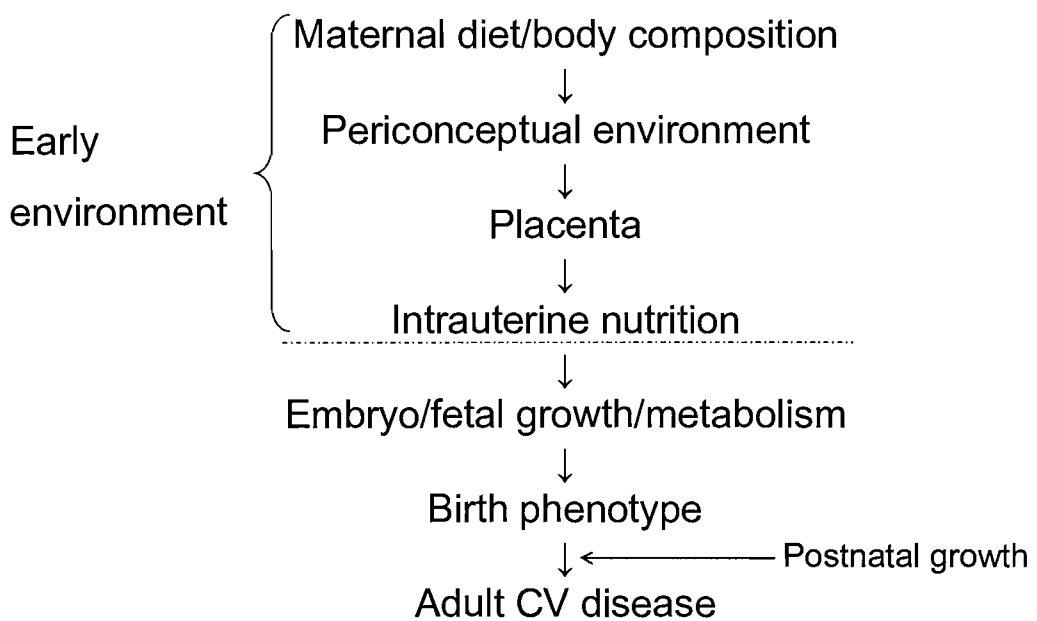 Maternal diet/body composition
Periconceptual environment
Early
environment
Placenta
Intrauterine nutrition
Embryo/fetal growth/metabolism
Birth phenotype
Postnatal growth
Adult CV disease